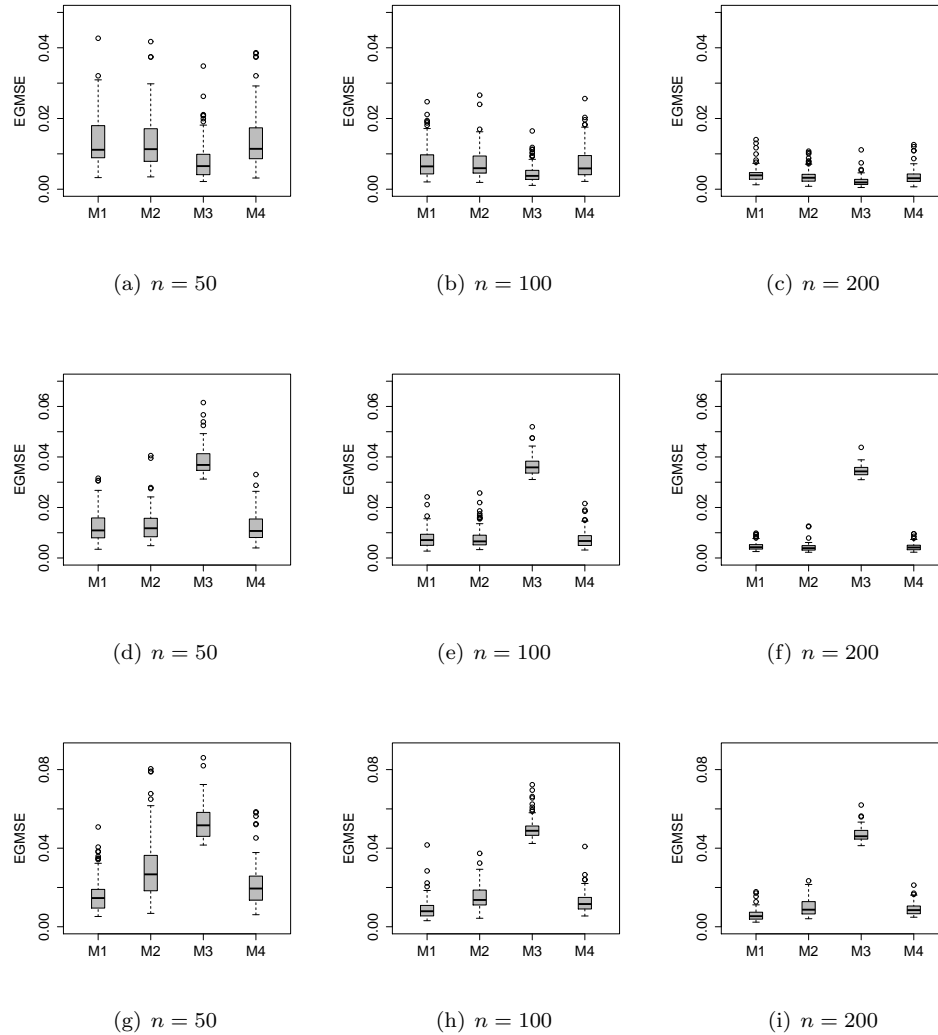 EGMSE
0.00 0.02 0.04
M1 M2 M3 M4
(a) n = 50
EGMSE
0.00 0.02 0.04
M1 M2 M3 M4
(b) n = 100
EGMSE
0.00 0.02 0.04
M1 M2 M3 M4
(c) n = 200
EGMSE
0.00 0.02 0.04 0.06
M1 M2 M3 M4
(d) n = 50
EGMSE
0.00 0.02 0.04 0.06
M1 M2 M3 M4
(e) n = 100
EGMSE
0.00 0.02 0.04 0.06
M1 M2 M3 M4
(f) n = 200
EGMSE
0.00 0.04 0.08
M1 M2 M3 M4
(g) n = 50
EGMSE
0.00 0.04 0.08
M1 M2 M3 M4
(h) n = 100
EGMSE
0.00 0.04 0.08
M1 M2 M3 M4
(i) n = 200